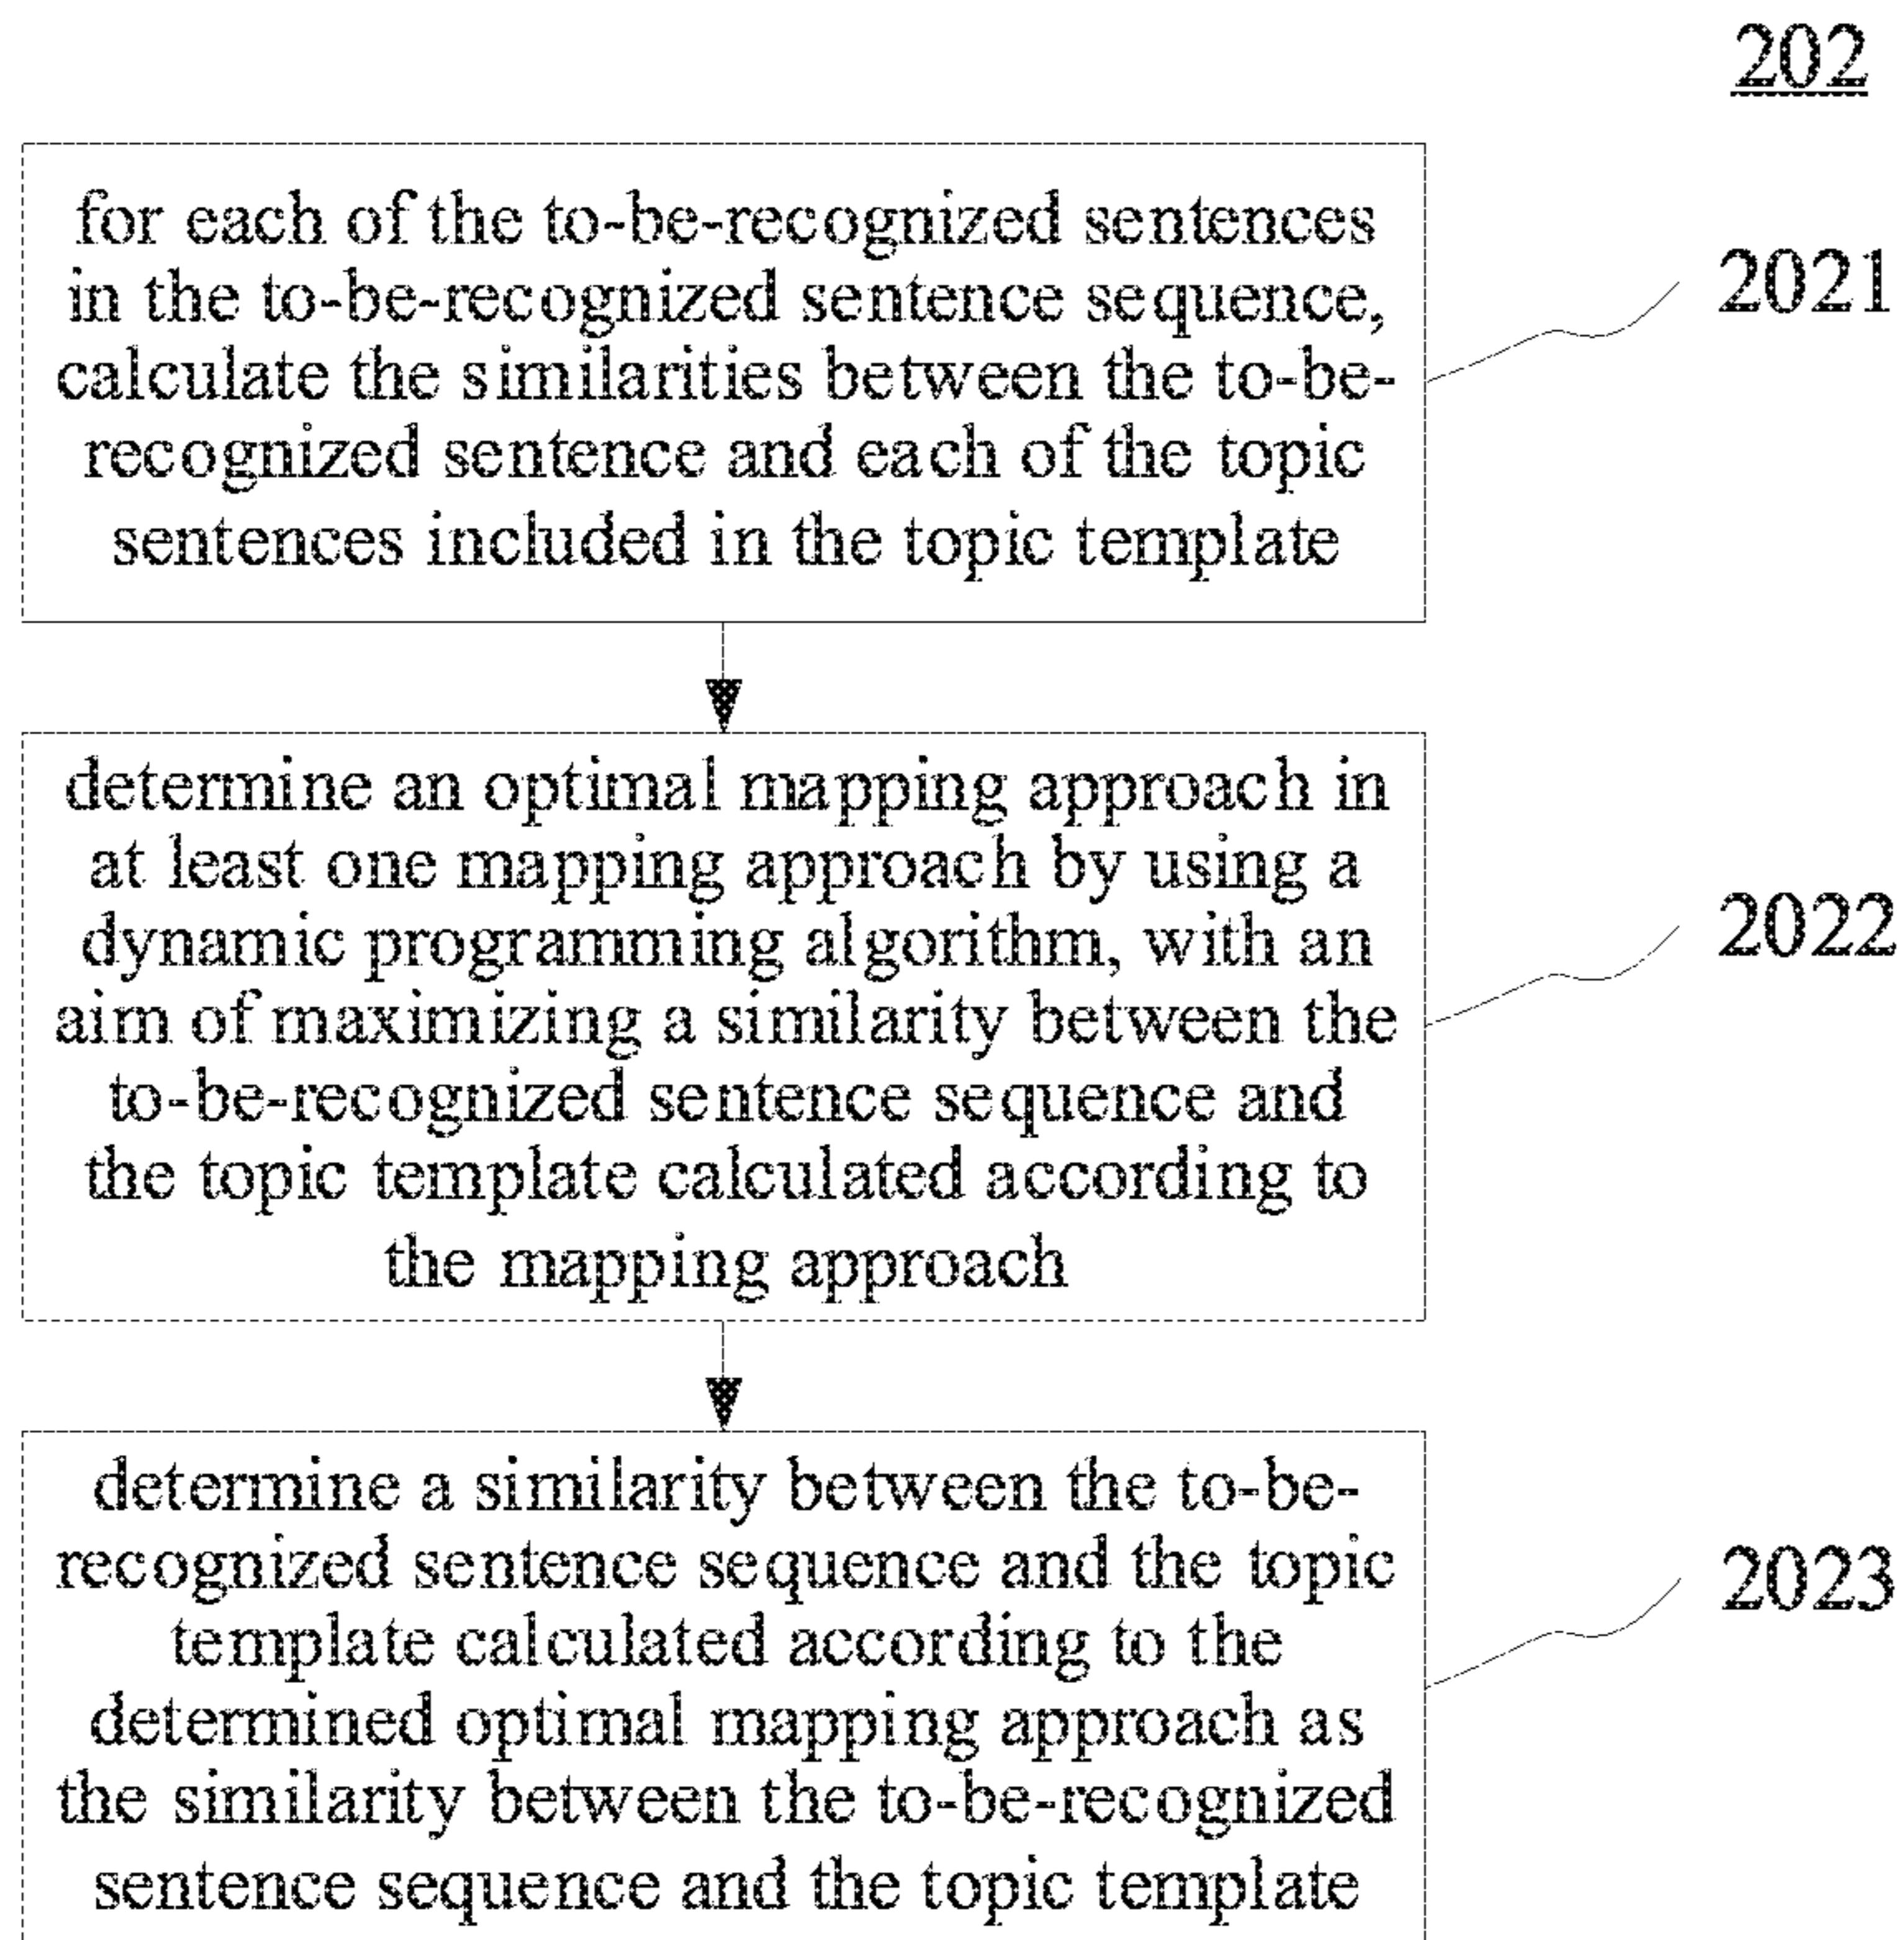 202
for each of the to-be-recognized sentences
in the to-be-recognized sentence sequence,
calculate the similarities between the to-be-
recognized sentence and each of the topic
sentences included in the topic template
2021
determine an optimal mapping approach in
at least one mapping approach by using a
dynamic programming algorithm, with an
aim of maximizing a similarity between the
to-be-recognized sentence sequence and
the topic template calculated according to
the mapping approach
2022
determine a similarity between the to-be-
recognized sentence sequence and the topic
template calculated according to the
determined optimal mapping approach as
the similarity between the to-be-recognized
sentence sequence and the topic template
2023